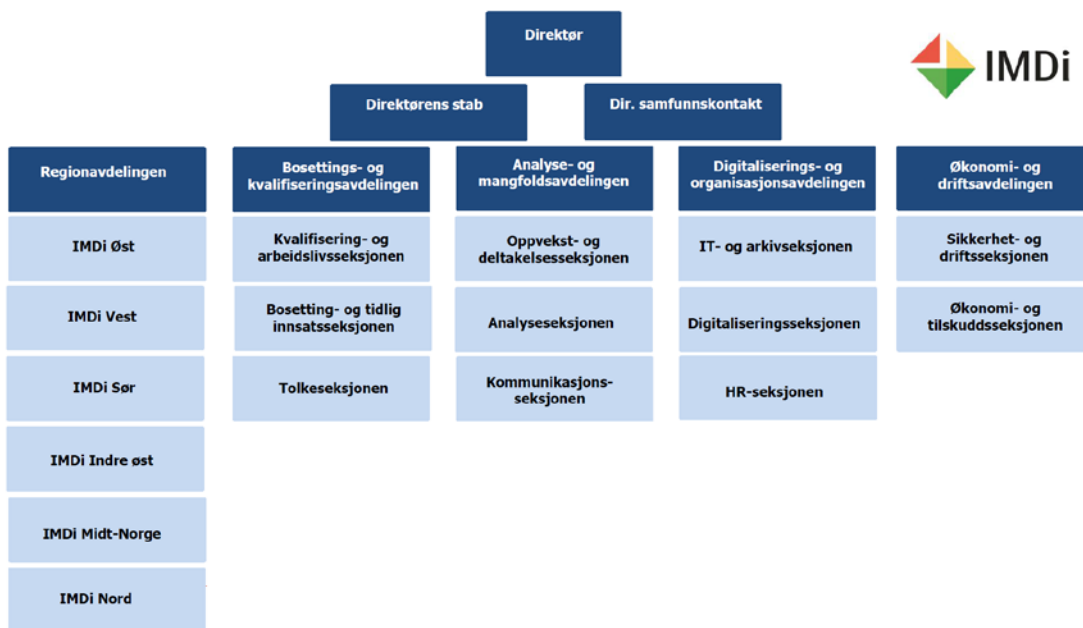 Direktør
IMDi
Direktørens stab
Dir. samfunnskontakt
Regionavdelingen
Bosettings- og
kvalifiseringsavdelingen
Analyse- og
mangfoldsavdelingen
Digitaliserings- og
organisasjonsavdelingen
Økonomi- og
driftsavdelingen
IMDi Øst
Kvalifisering- og
arbeidslivsseksjonen
Oppvekst- og
deltakelsesseksjonen
IT- og arkivseksjonen
Sikkerhet- og
driftsseksjonen
IMDi Vest
Bosetting- og tidlig
innsatsseksjonen
Analyseseksjonen
Digitaliseringsseksjonen
Økonomi- og
tilskuddsseksjonen
IMDi Sør
Tolkeseksjonen
Kommunikasjons-
seksjonen
HR-seksjonen
IMDi Indre øst
IMDi Midt-Norge
IMDi Nord